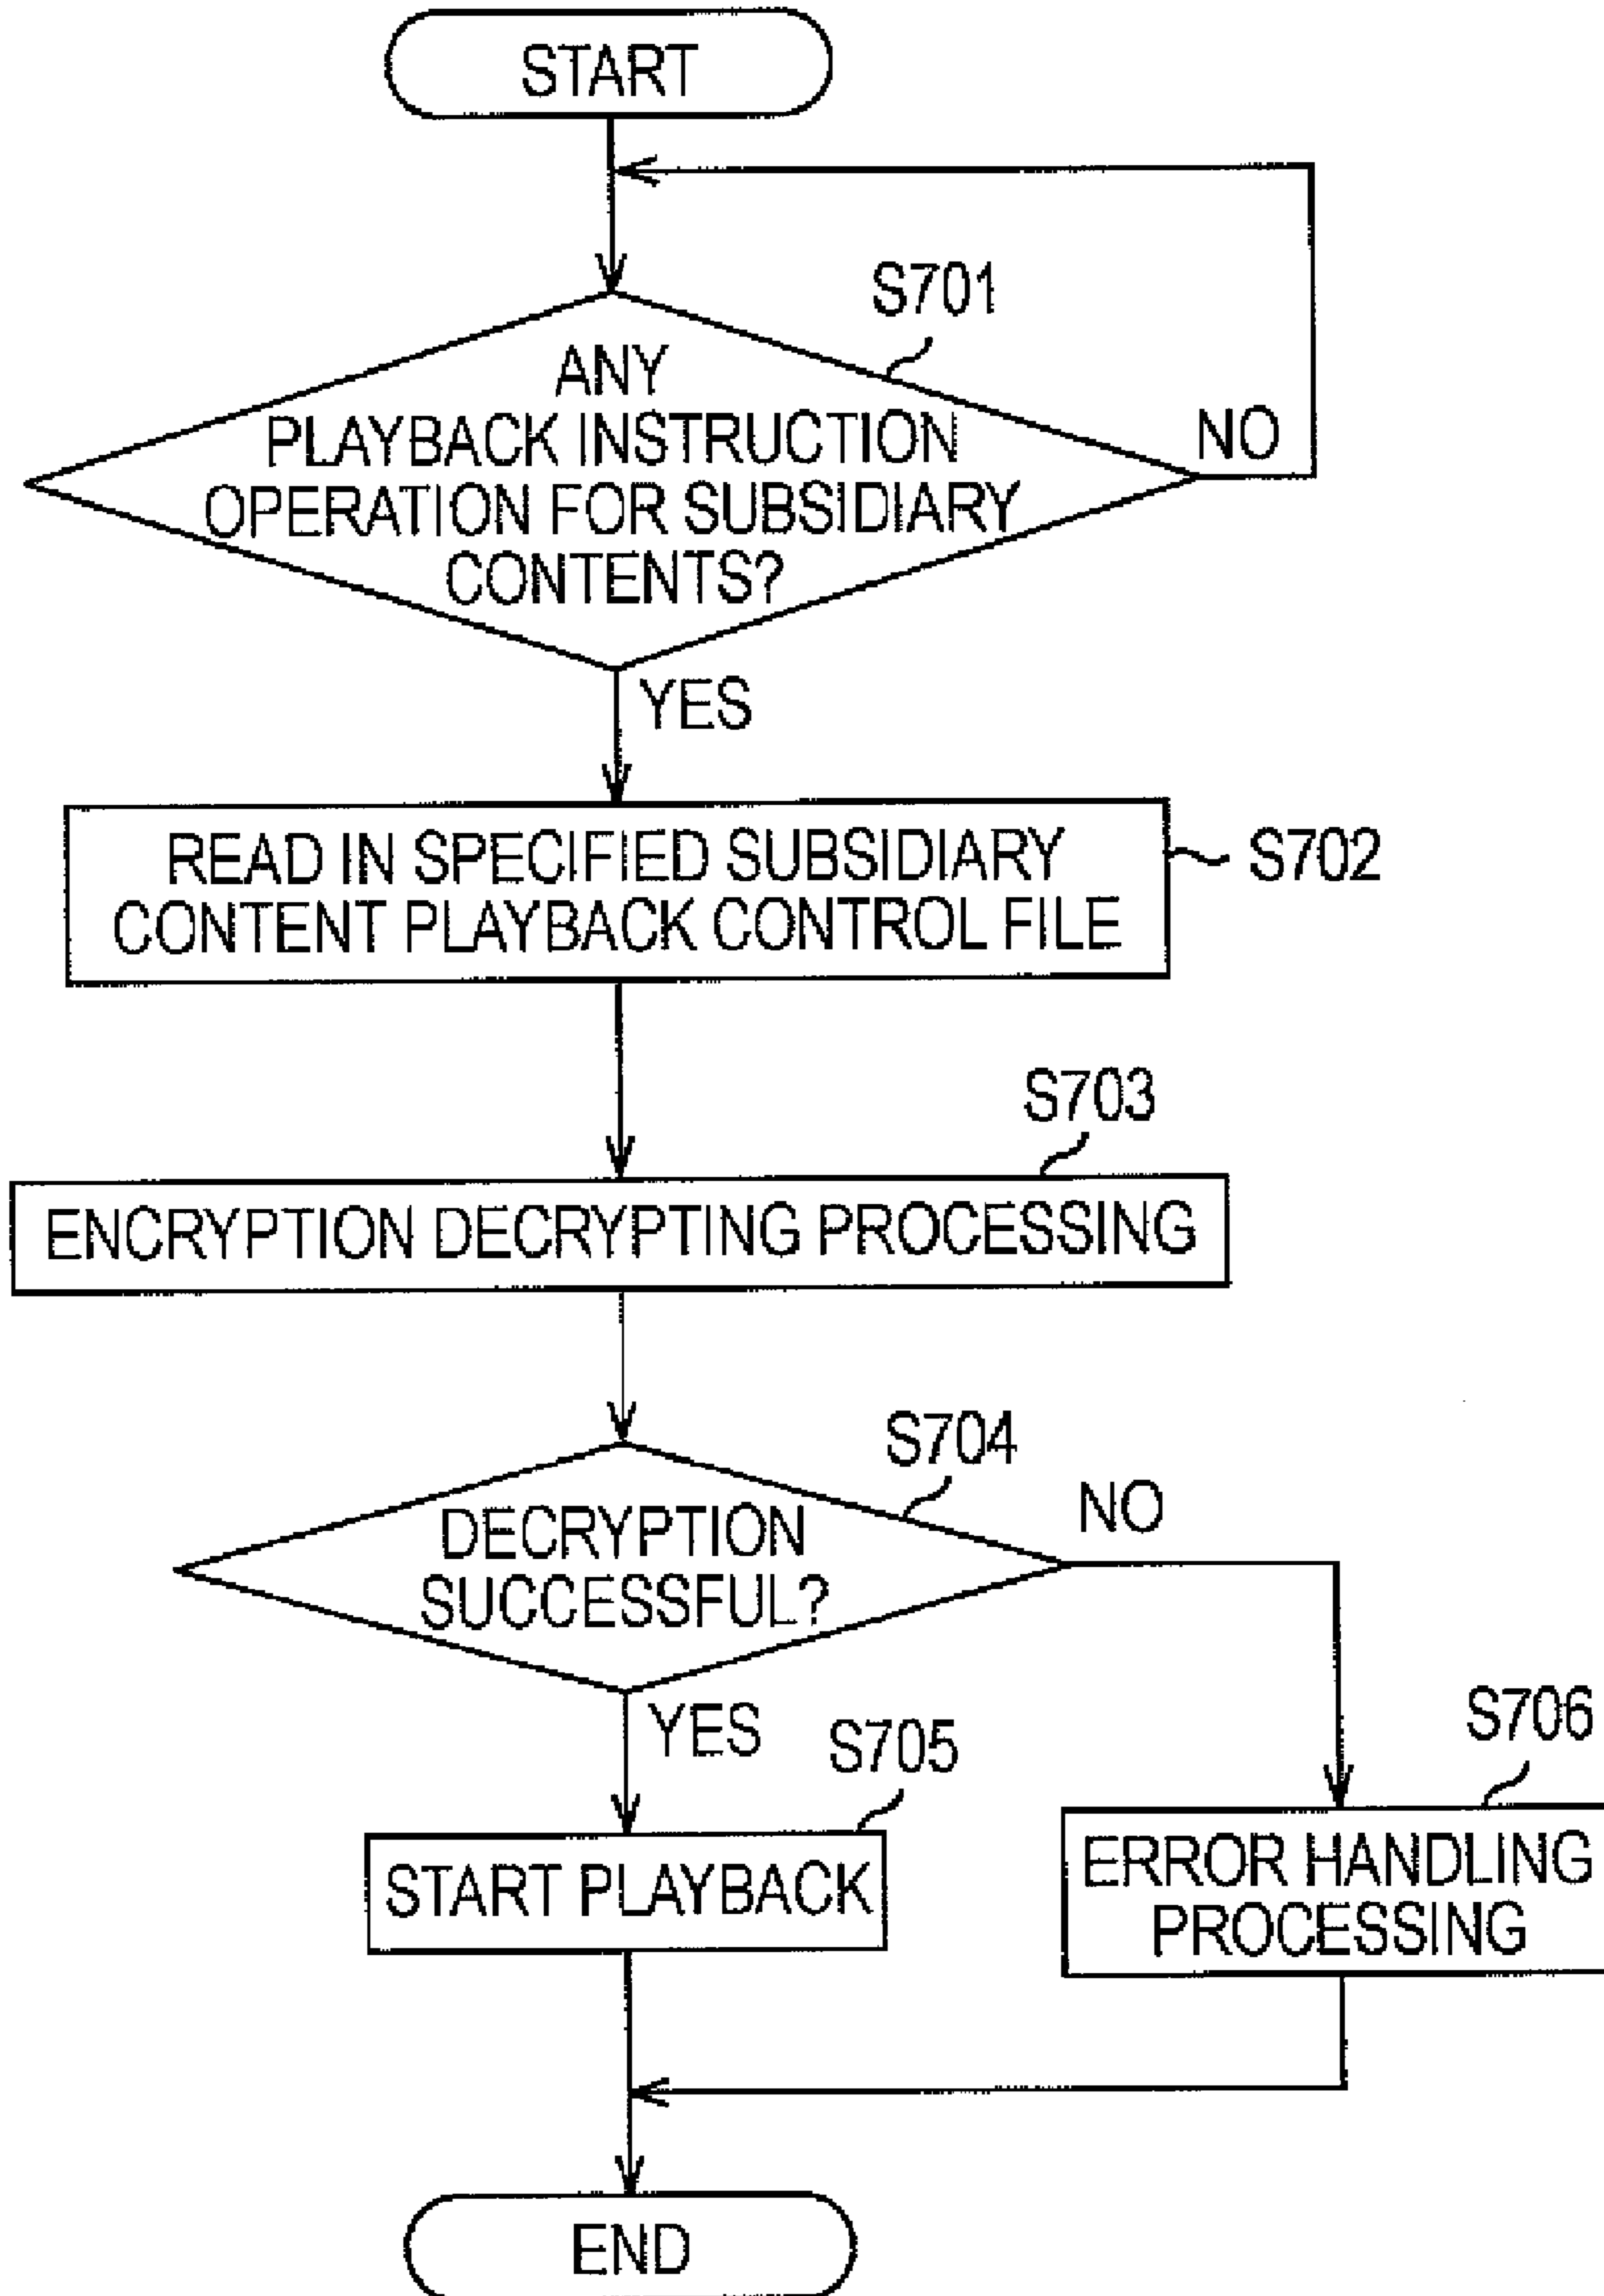 START
S701
ANY
PLAYBACK INSTRUCTION
OPERATION FOR SUBSIDIARY
CONTENTS?
NO
YES
READ IN SPECIFIED SUBSIDIARY
CONTENT PLAYBACK CONTROL FILE
S702
S703
ENCRYPTION DECRYPTING PROCESSING
S704
DECRYPTION
SUCCESSFUL?
NO
YES
S705
START PLAYBACK
S706
ERROR HANDLING
PROCESSING
END